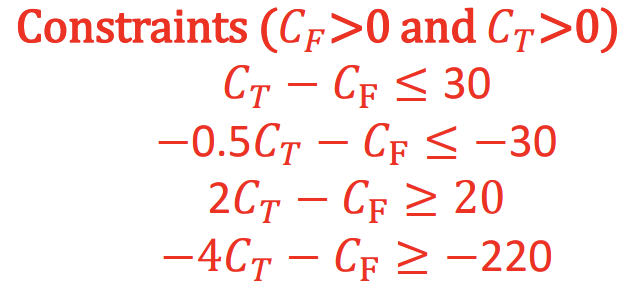 Constraints (C_F>0 and C_T>0)
C_T − C_F ≤ 30
−0.5C_T − C_F ≤ −30
2C_T − C_F ≥ 20
−4C_T − C_F ≥ −220